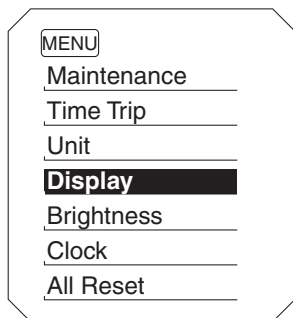 MENU
Maintenance
Time Trip
Unit
Display
Brightness
Clock
All Reset